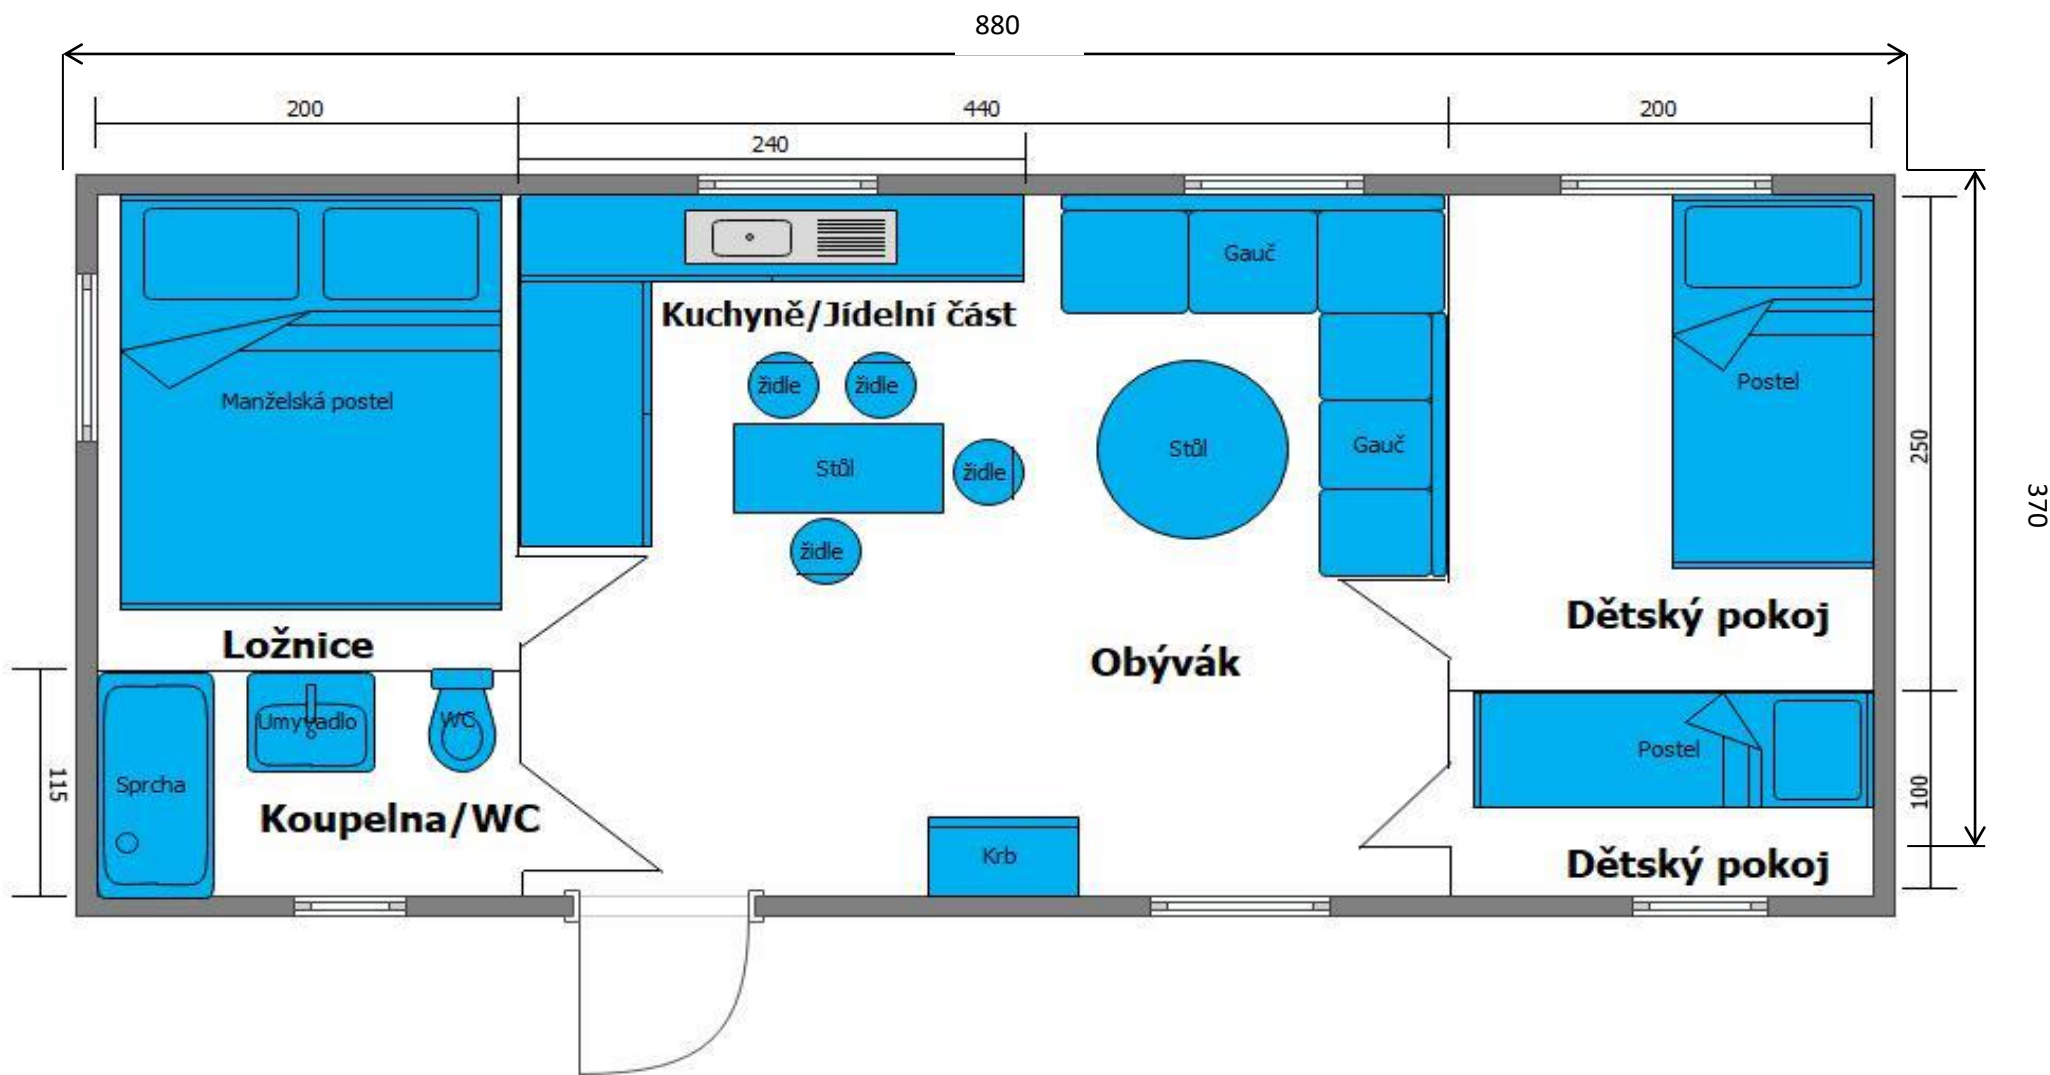 880
200
440
200
240
Gauč
Kuchyně/Jídelní část
židle
židle
Postel
Manželská postel
Stůl
židle
Stůl
Gauč
250
370
židle
Dětský pokoj
Ložnice
Obývák
Umyvadlo
WC
Postel
Sprcha
115
100
Koupelna/WC
Krb
Dětský pokoj